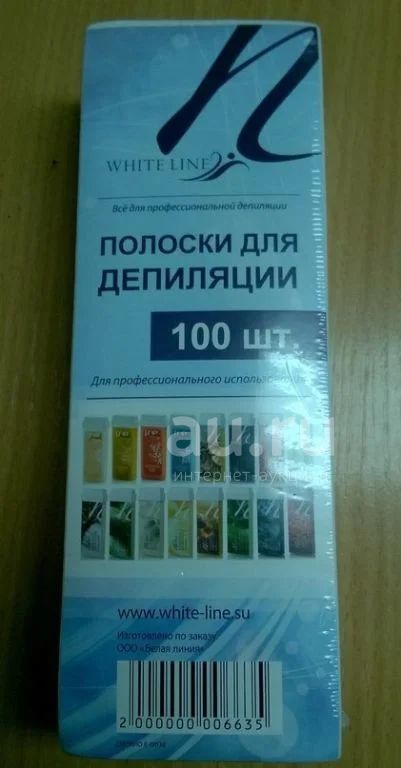 n
WHITE LINE
Всё для профессиональной депиляции
ПОЛОСКИ ДЛЯ
ДЕПИЛЯЦИИ
100 шт.
Для профессионального использования
au.ru
интернет-аукцион
www.white-line.su
Изготовлено по заказу
ООО «Белая линия»
2 000000 006635